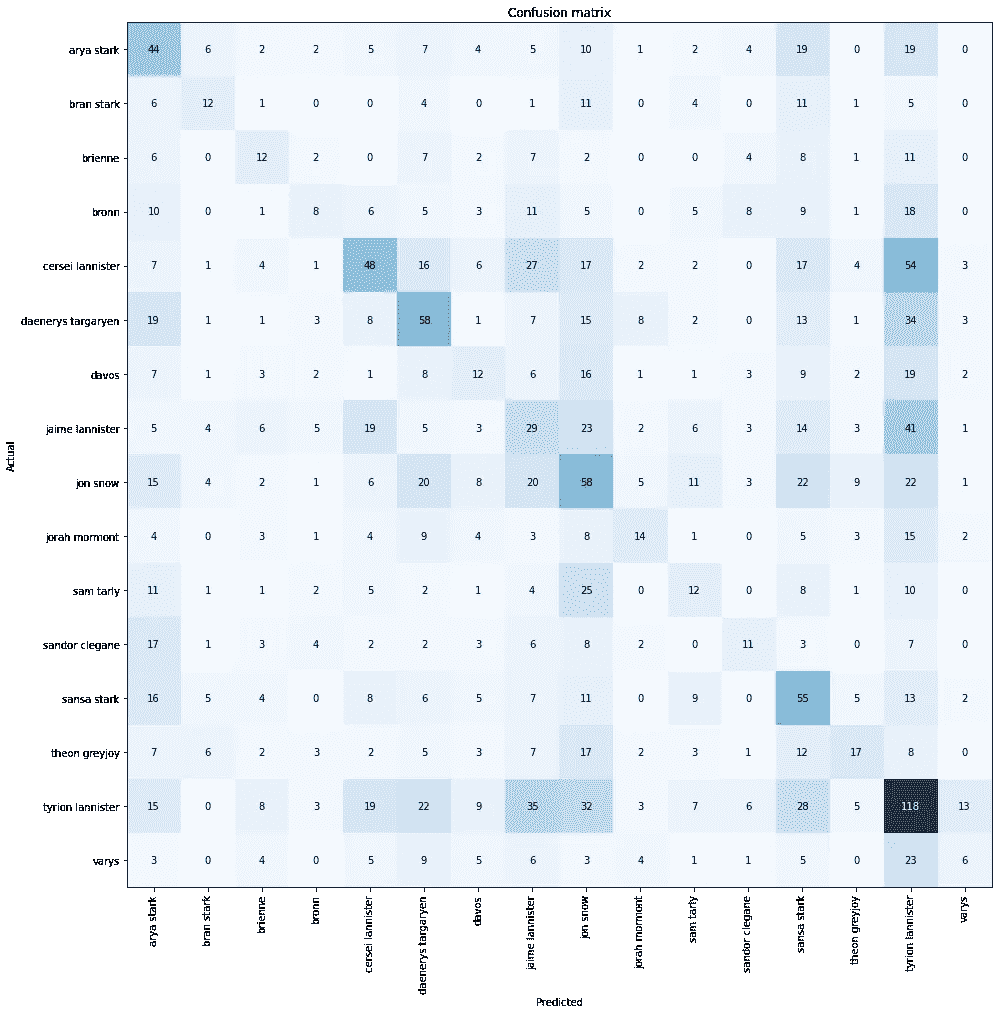 Confusion matrix
arya stark 44 6 2 2 5 7 4 5 10 1 2 4 19 0 19 0
bran stark 6 12 1 0 0 4 0 1 11 0 4 0 11 1 5 0
brienne 6 0 12 2 0 7 2 7 2 0 0 4 8 1 11 0
bronn 10 0 1 8 6 5 3 11 5 0 5 8 9 1 18 0
cersei lannister 7 1 4 1 48 16 6 27 17 2 2 0 17 4 54 3
daenerys targaryen 19 1 1 3 8 58 1 7 15 8 2 0 13 1 34 3
davos 7 1 3 2 1 8 12 6 16 1 1 3 9 2 19 2
jaime lannister 5 4 6 5 19 5 3 29 23 2 6 3 14 3 41 1
Actual
jon snow 15 4 2 1 6 20 8 20 58 5 11 3 22 9 22 1
jorah mormont 4 0 3 1 4 9 4 3 8 14 1 0 5 3 15 2
sam tarly 11 1 1 2 5 2 1 4 25 0 12 0 8 1 10 0
sandor clegane 17 1 3 4 2 2 3 6 8 2 0 11 3 0 7 0
sansa stark 16 5 4 0 8 6 5 7 11 0 9 0 55 5 13 2
theon greyjoy 7 6 2 3 2 5 3 7 17 2 3 1 12 17 8 0
tyrion lannister 15 0 8 3 19 22 9 35 32 3 7 6 28 5 118 13
varys 3 0 4 0 5 9 5 6 3 4 1 1 5 0 23 6
arya stark
bran stark
brienne
bronn
cersei lannister
daenerys targaryen
davos
jaime lannister
jon snow
jorah mormont
sam tarly
sandor clegane
sansa stark
theon greyjoy
tyrion lannister
varys
Predicted